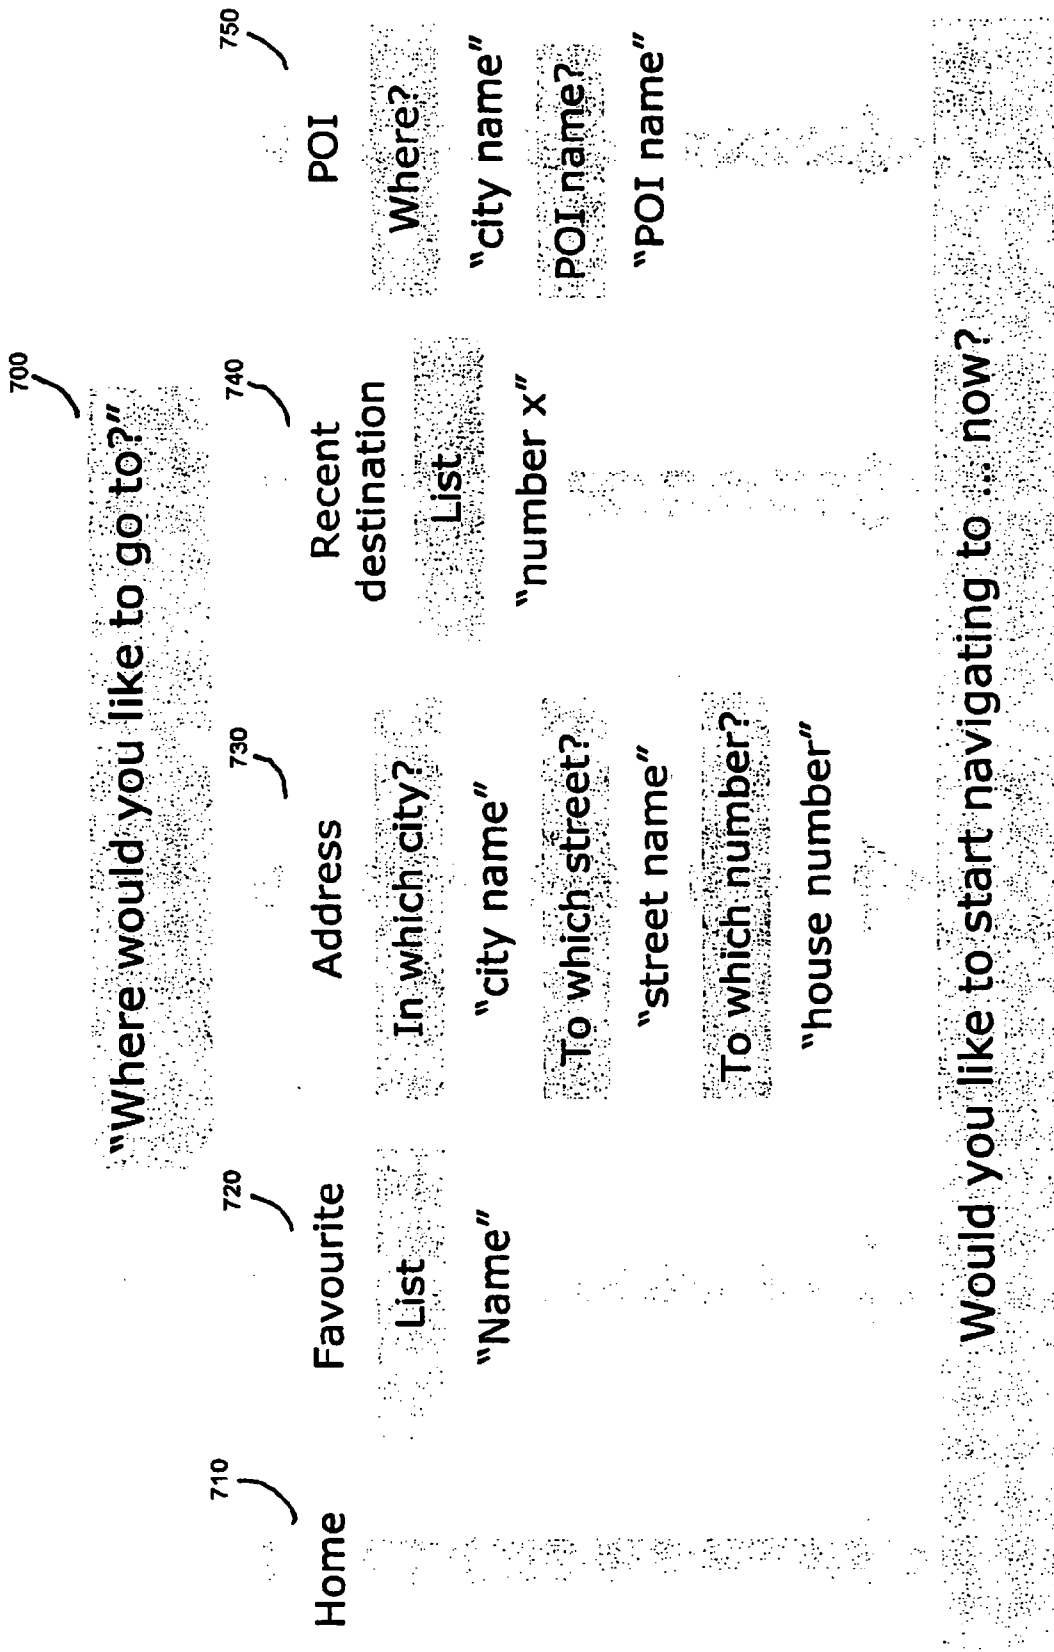 700
"Where would you like to go to?"
710
Home
720
Favourite
List
"Name"
730
Address
In which city?
"city name"
To which street?
"street name"
To which number?
"house number"
740
Recent
destination
List
"number x"
750
POI
Where?
"city name"
POI name?
"POI name"
Would you like to start navigating to ... now?